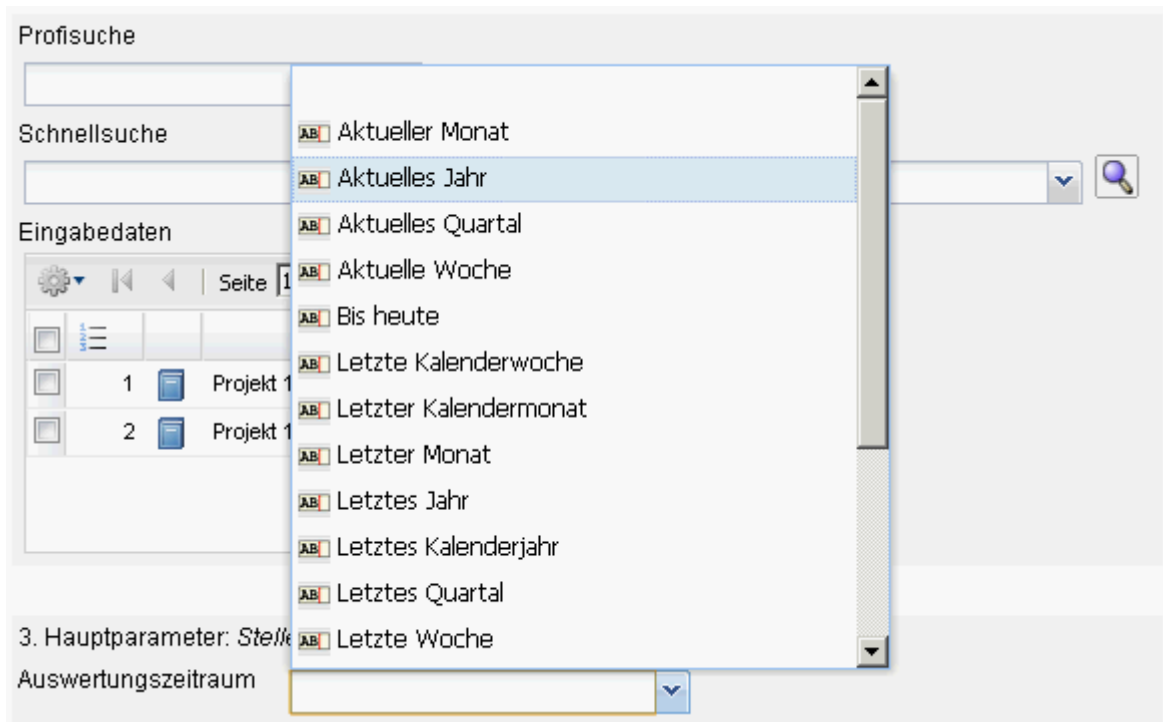 Profisuche
Schnellsuche
Eingabedaten
Seite 1
1 Projekt 1
2 Projekt 1
Aktueller Monat
Aktuelles Jahr
Aktuelles Quartal
Aktuelle Woche
Bis heute
Letzte Kalenderwoche
Letzter Kalendermonat
Letzter Monat
Letztes Jahr
Letztes Kalenderjahr
Letztes Quartal
Letzte Woche
3. Hauptparameter:
Auswertungszeitraum